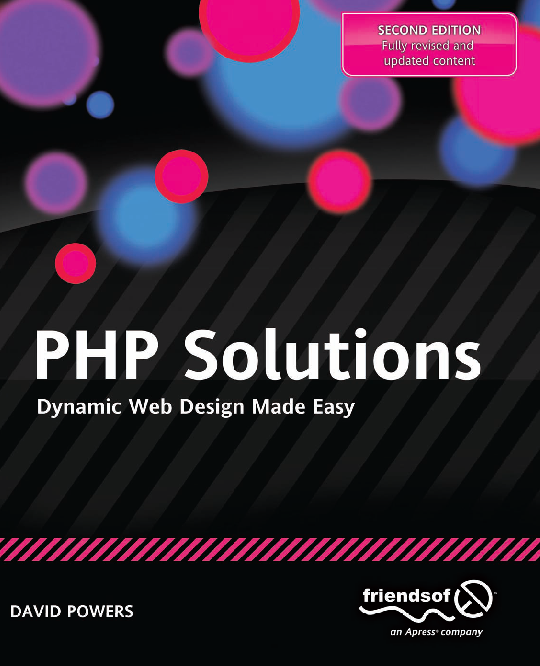 SECOND EDITION
Fully revised and
updated content
PHP Solutions
Dynamic Web Design Made Easy
DAVID POWERS
friendsof
™
an Apress® company